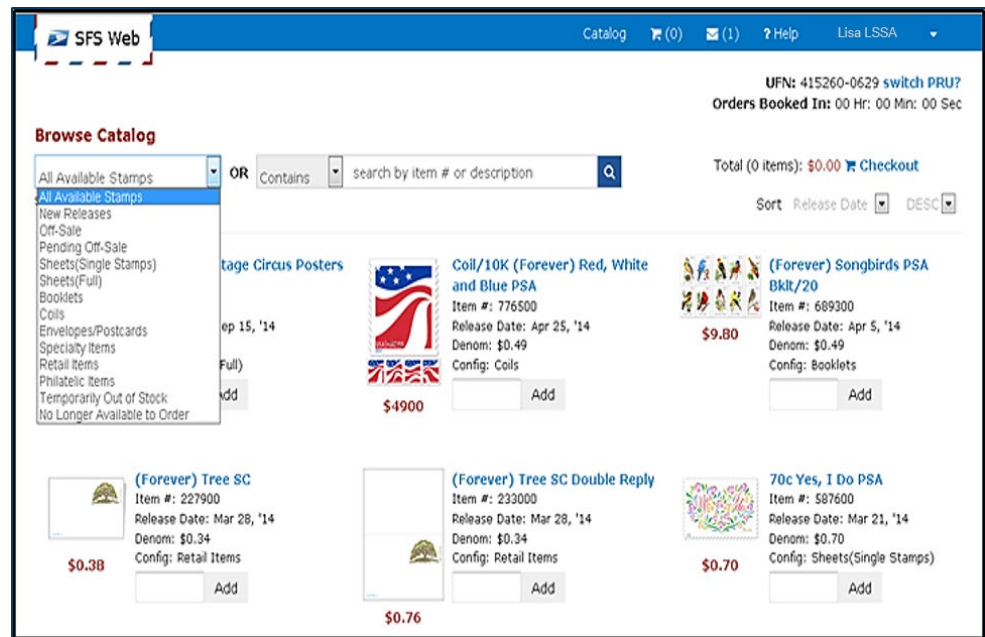 SFS Web
Catalog (0) (1) ? Help Lisa LSSA
UFN: 415260-0629 switch PRU?
Orders Booked In: 00 Hr: 00 Min: 00 Sec
Browse Catalog
All Available Stamps OR Contains search by item # or description
Total (0 items): $0.00 Checkout
Sort Release Date DESC
All Available Stamps
New Releases
Off-Sale
Pending Off-Sale
Sheets(Single Stamps)
Sheets(Full)
Booklets
Coils
Envelopes/Postcards
Specialty Items
Retail Items
Philatelic Items
Temporarily Out of Stock
No Longer Available to Order
tage Circus Posters
ep 15, '14
Full)
Add
Coil/10K (Forever) Red, White
and Blue PSA
Item #: 776500
Release Date: Apr 25, '14
Denom: $0.49
Config: Coils
Add
$4900
(Forever) Songbirds PSA
Bklt/20
Item #: 689300
Release Date: Apr 5, '14
Denom: $0.49
Config: Booklets
Add
$9.80
(Forever) Tree SC
Item #: 227900
Release Date: Mar 28, '14
Denom: $0.34
Config: Retail Items
Add
$0.38
(Forever) Tree SC Double Reply
Item #: 233000
Release Date: Mar 28, '14
Denom: $0.34
Config: Retail Items
Add
$0.76
70c Yes, I Do PSA
Item #: 587600
Release Date: Mar 21, '14
Denom: $0.70
Config: Sheets(Single Stamps)
Add
$0.70